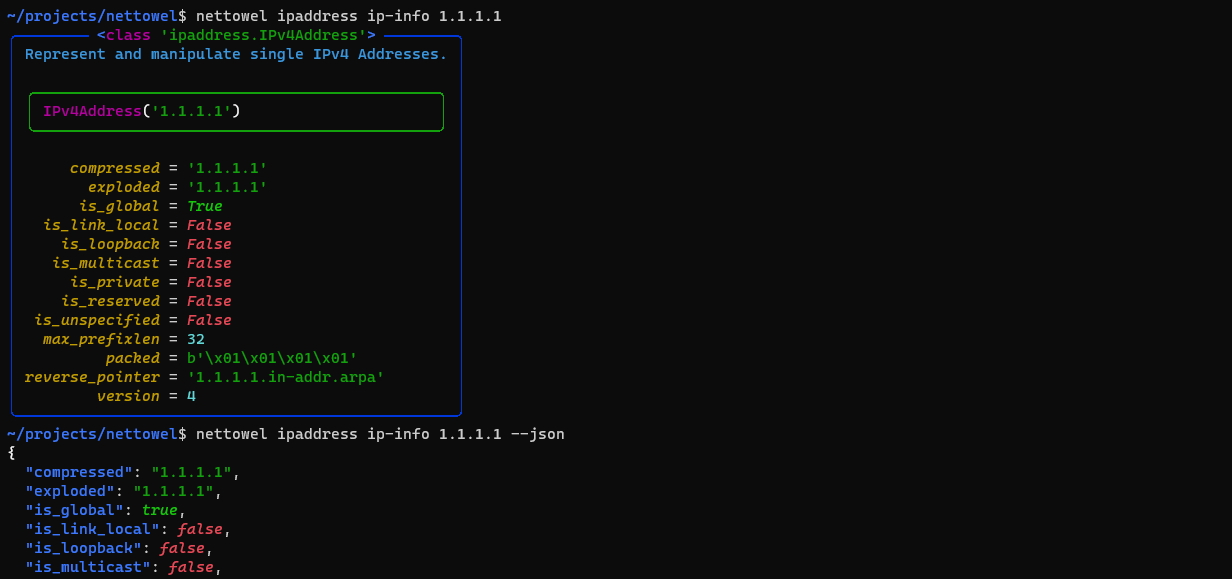 ~/projects/nettowel$ nettowel ipaddress ip-info 1.1.1.1
<class 'ipaddress.IPv4Address'>
Represent and manipulate single IPv4 Addresses.
IPv4Address('1.1.1.1')
compressed = '1.1.1.1'
exploded = '1.1.1.1'
is_global = True
is_link_local = False
is_loopback = False
is_multicast = False
is_private = False
is_reserved = False
is_unspecified = False
max_prefixlen = 32
packed = b'\x01\x01\x01\x01'
reverse_pointer = '1.1.1.1.in-addr.arpa'
version = 4
~/projects/nettowel$ nettowel ipaddress ip-info 1.1.1.1 --json
{
"compressed": "1.1.1.1",
"exploded": "1.1.1.1",
"is_global": true,
"is_link_local": false,
"is_loopback": false,
"is_multicast": false,